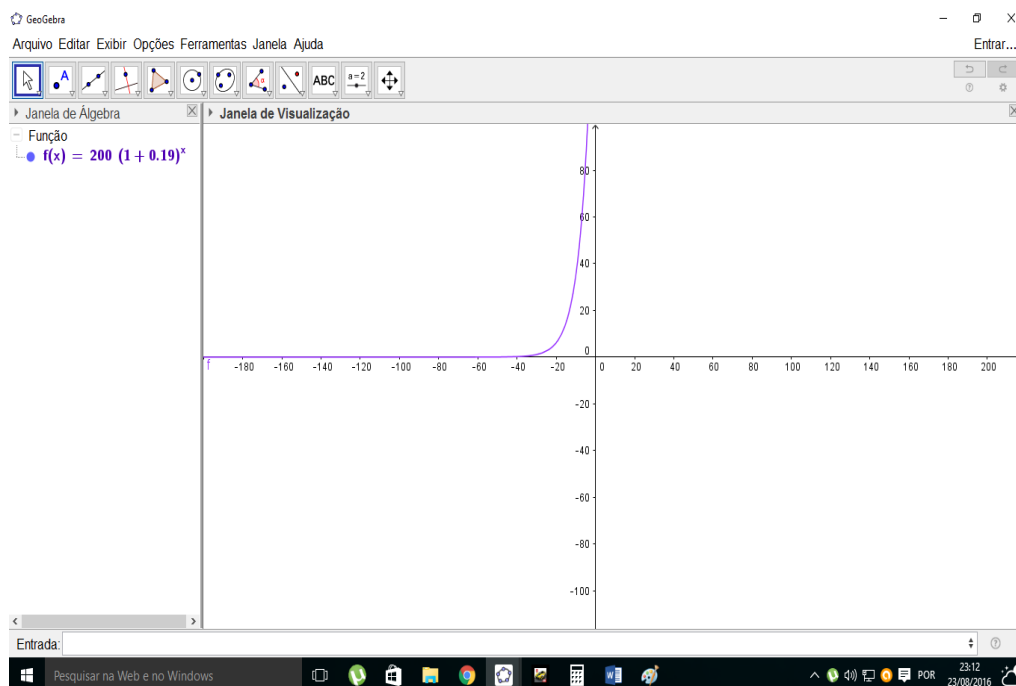 GeoGebra
Arquivo Editar Exibir Opções Ferramentas Janela Ajuda
Entrar...
A
ABC
a=2
Janela de Álgebra
Janela de Visualização
Função
f(x) = 200 (1 + 0.19)^x
80
60
40
20
0
-180 -160 -140 -120 -100 -80 -60 -40 -20 0 20 40 60 80 100 120 140 160 180 200
f
-20
-40
-60
-80
-100
Entrada:
Pesquisar na Web e no Windows
POR
23:12
23/08/2016